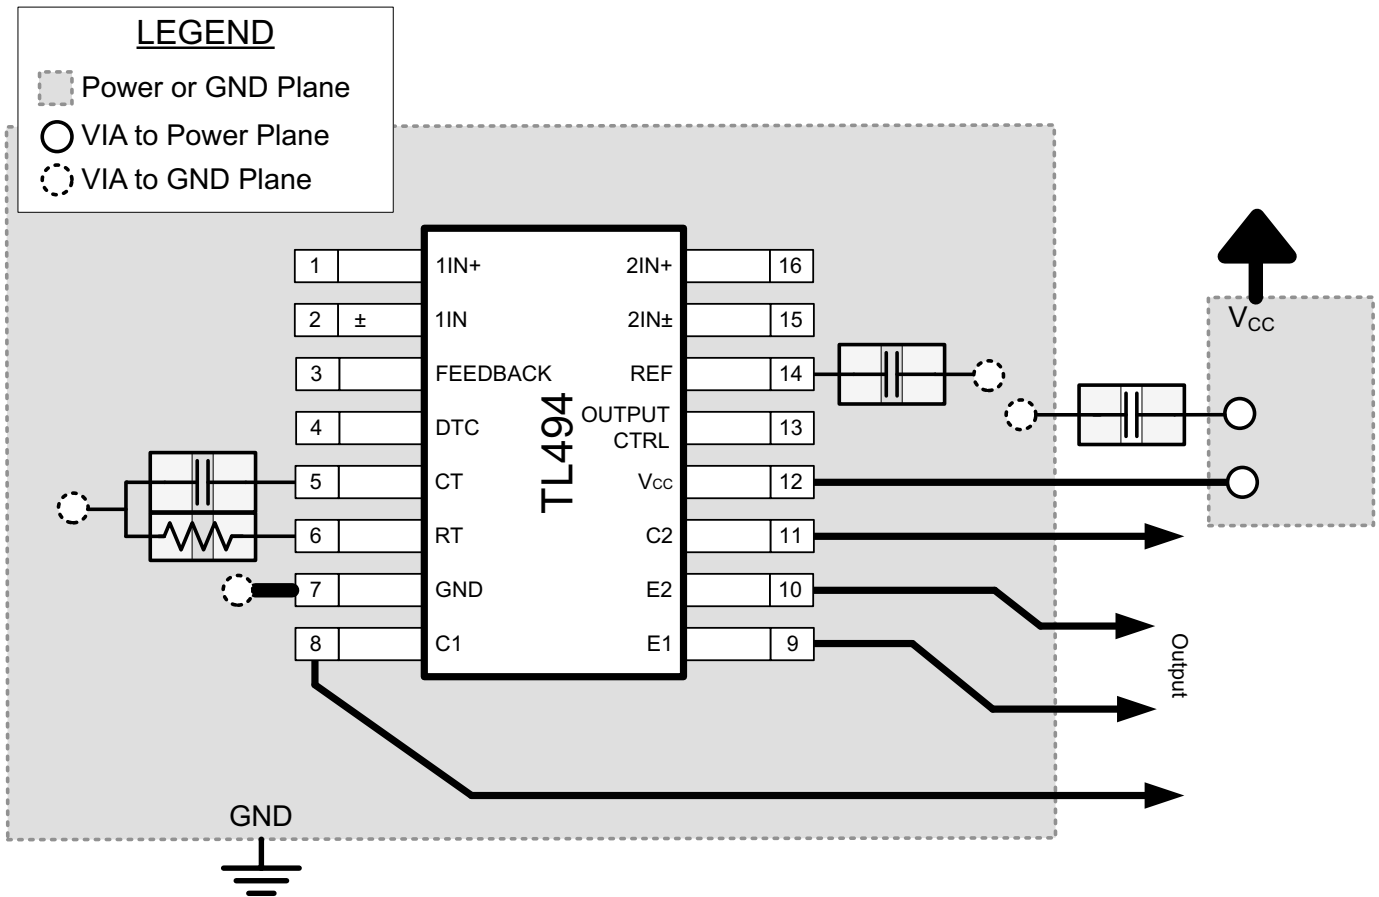 LEGEND
Power or GND Plane
VIA to Power Plane
VIA to GND Plane
1 1IN+ 2IN+ 16
2 ± 1IN 2IN± 15
3 FEEDBACK REF 14
4 DTC OUTPUT CTRL 13
5 CT VCC 12
6 RT C2 11
7 GND E2 10
8 C1 E1 9
TL494
VCC
Output
GND